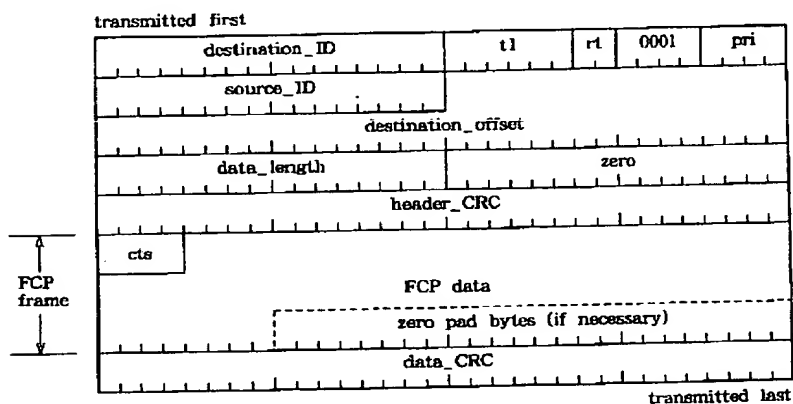 transmitted first
destination_ID tl rt 0001 pri
source_ID
destination_offset
data_length zero
header_CRC
cts
FCP frame
FCP data
zero pad bytes (if necessary)
data_CRC
transmitted last